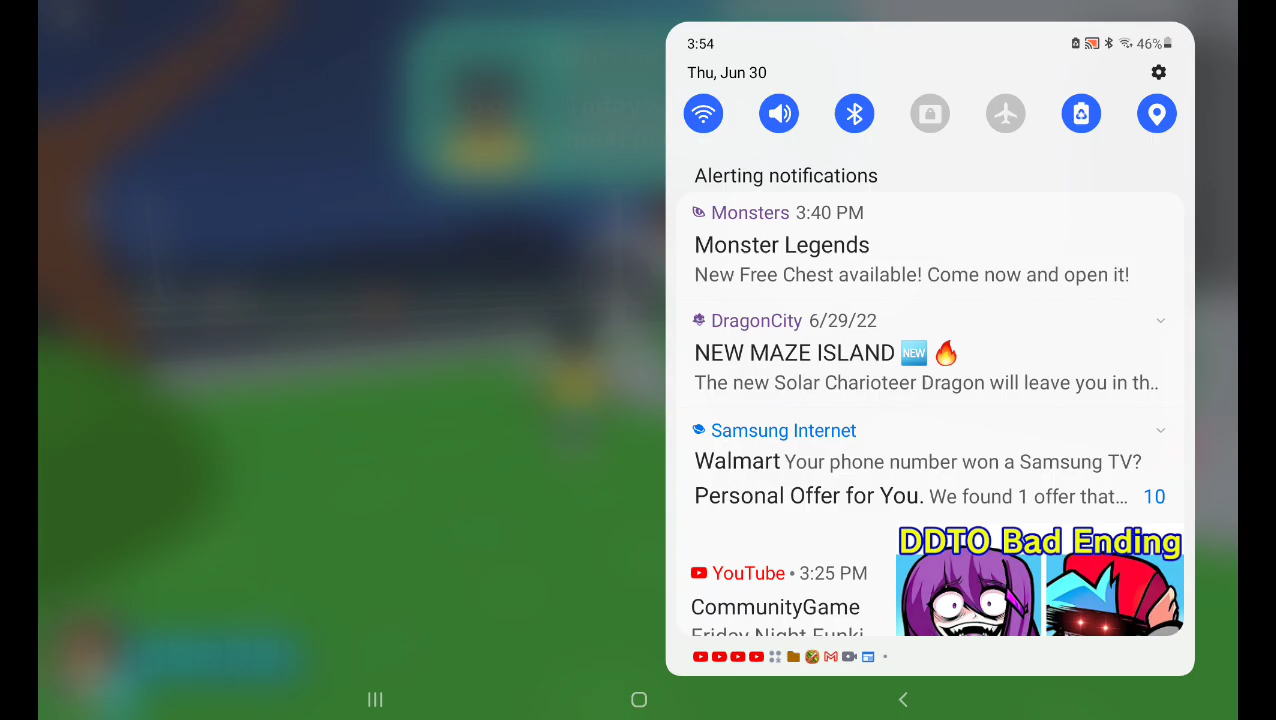 3:54
46%
Thu, Jun 30
Alerting notifications
Monsters 3:40 PM
Monster Legends
New Free Chest available! Come now and open it!
DragonCity 6/29/22
NEW MAZE ISLAND 🆕 🔥
The new Solar Charioteer Dragon will leave you in th..
Samsung Internet
Walmart Your phone number won a Samsung TV?
Personal Offer for You. We found 1 offer that... 10
DDTO Bad Ending
YouTube • 3:25 PM
CommunityGame
Friday Night Funki